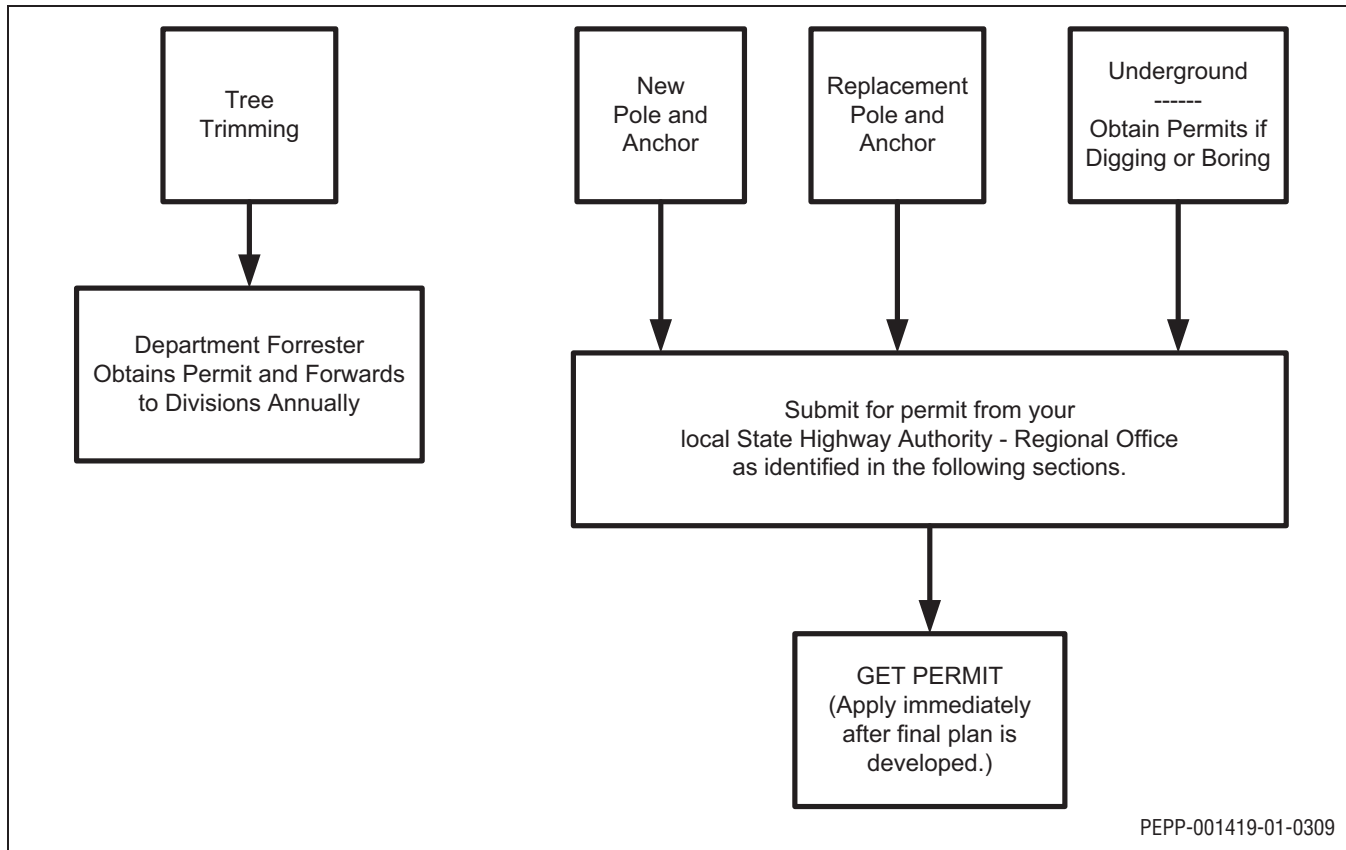 Tree
Trimming
Department Forrester
Obtains Permit and Forwards
to Divisions Annually
New
Pole and
Anchor
Replacement
Pole and
Anchor
Underground
------
Obtain Permits if
Digging or Boring
Submit for permit from your
local State Highway Authority - Regional Office
as identified in the following sections.
GET PERMIT
(Apply immediately
after final plan is
developed.)
PEPP-001419-01-0309